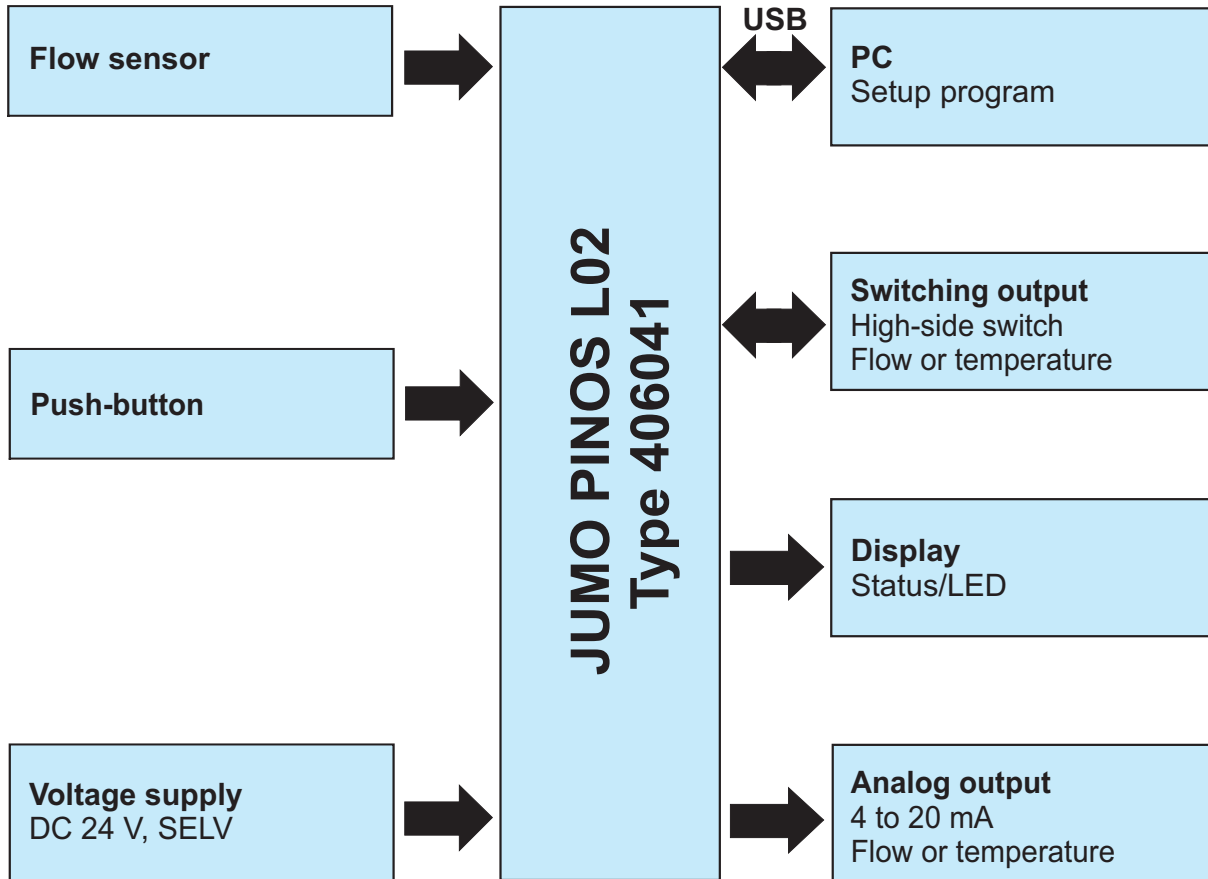 Flow sensor
Push-button
Voltage supply
DC 24 V, SELV
JUMO PINOS L02
Type 406041
USB
PC
Setup program
Switching output
High-side switch
Flow or temperature
Display
Status/LED
Analog output
4 to 20 mA
Flow or temperature